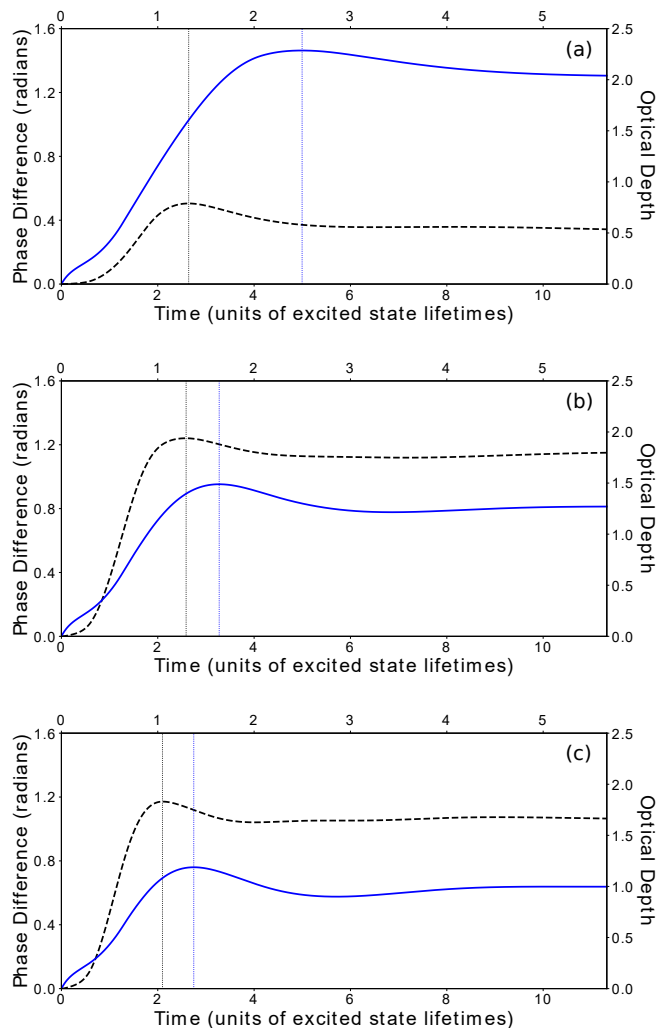 0 1 2 3 4 5
1.6 2.5
(a)
1.2 2.0
1.5
0.8
1.0
0.4 0.5
0.0 0.0
Phase Difference (radians)
Optical Depth
0 2 4 6 8 10
Time (units of excited state lifetimes)
0 1 2 3 4 5
1.6 2.5
(b)
1.2 2.0
1.5
0.8
1.0
0.4 0.5
0.0 0.0
Phase Difference (radians)
Optical Depth
0 2 4 6 8 10
Time (units of excited state lifetimes)
0 1 2 3 4 5
1.6 2.5
(c)
1.2 2.0
1.5
0.8
1.0
0.4 0.5
0.0 0.0
Phase Difference (radians)
Optical Depth
0 2 4 6 8 10
Time (units of excited state lifetimes)